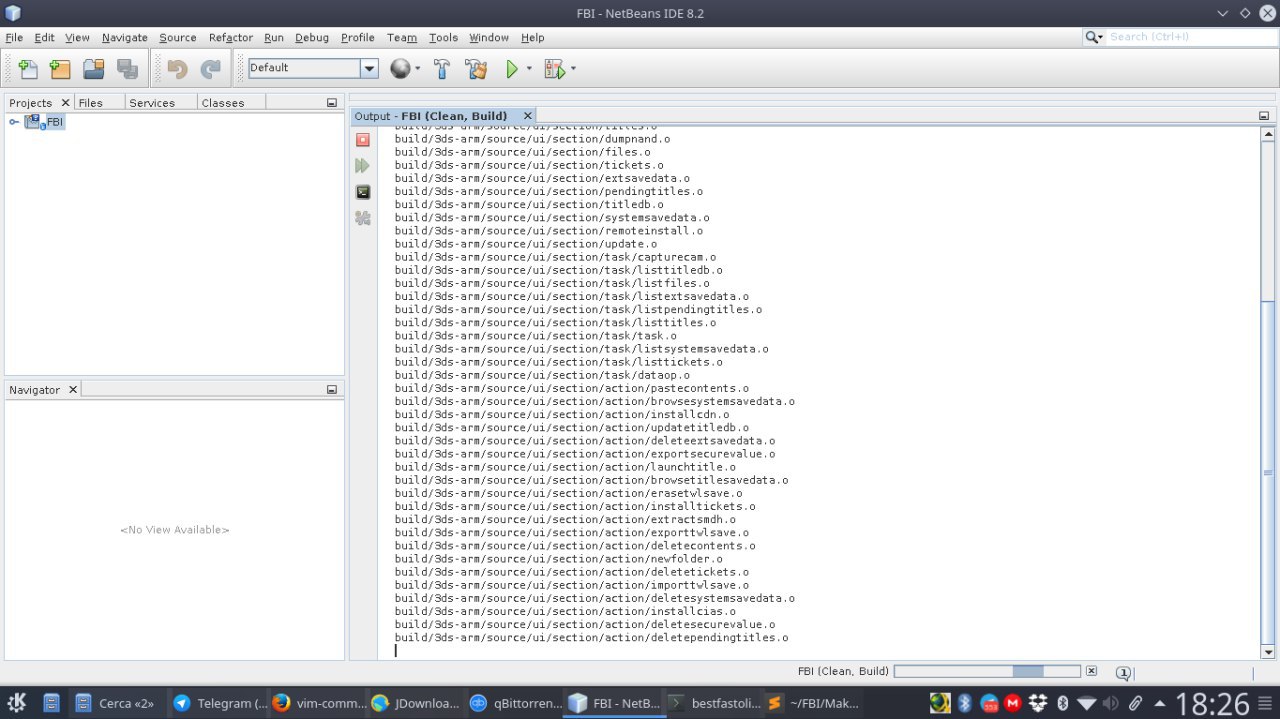 FBI - NetBeans IDE 8.2
File Edit View Navigate Source Refactor Run Debug Profile Team Tools Window Help
Search (Ctrl+I)
Default
Projects Files Services Classes
FBI
Navigator
<No View Available>
Output - FBI (Clean, Build)
build/3ds-arm/source/ui/section/titles.o
build/3ds-arm/source/ui/section/dumpnand.o
build/3ds-arm/source/ui/section/files.o
build/3ds-arm/source/ui/section/tickets.o
build/3ds-arm/source/ui/section/extsavedata.o
build/3ds-arm/source/ui/section/pendingtitles.o
build/3ds-arm/source/ui/section/titledb.o
build/3ds-arm/source/ui/section/systemsavedata.o
build/3ds-arm/source/ui/section/remoteinstall.o
build/3ds-arm/source/ui/section/update.o
build/3ds-arm/source/ui/section/task/capturecam.o
build/3ds-arm/source/ui/section/task/listtitledb.o
build/3ds-arm/source/ui/section/task/listfiles.o
build/3ds-arm/source/ui/section/task/listextsavedata.o
build/3ds-arm/source/ui/section/task/listpendingtitles.o
build/3ds-arm/source/ui/section/task/listtitles.o
build/3ds-arm/source/ui/section/task/task.o
build/3ds-arm/source/ui/section/task/listsystemsavedata.o
build/3ds-arm/source/ui/section/task/listtickets.o
build/3ds-arm/source/ui/section/task/dataop.o
build/3ds-arm/source/ui/section/action/pastecontents.o
build/3ds-arm/source/ui/section/action/browsesystemsavedata.o
build/3ds-arm/source/ui/section/action/installcdn.o
build/3ds-arm/source/ui/section/action/updatetitledb.o
build/3ds-arm/source/ui/section/action/deleteextsavedata.o
build/3ds-arm/source/ui/section/action/exportsecurevalue.o
build/3ds-arm/source/ui/section/action/launchtitle.o
build/3ds-arm/source/ui/section/action/browsetitlesavedata.o
build/3ds-arm/source/ui/section/action/erasetwlsave.o
build/3ds-arm/source/ui/section/action/installtickets.o
build/3ds-arm/source/ui/section/action/extractsmdh.o
build/3ds-arm/source/ui/section/action/exporttwlsave.o
build/3ds-arm/source/ui/section/action/deletecontents.o
build/3ds-arm/source/ui/section/action/newfolder.o
build/3ds-arm/source/ui/section/action/deletetickets.o
build/3ds-arm/source/ui/section/action/importtwlsave.o
build/3ds-arm/source/ui/section/action/deletesystemsavedata.o
build/3ds-arm/source/ui/section/action/installcias.o
build/3ds-arm/source/ui/section/action/deletesecurevalue.o
build/3ds-arm/source/ui/section/action/deletependingtitles.o
FBI (Clean, Build)
1
Cerca «2» Telegram (... vim-comm... JDownloa... qBittorren... FBI - NetB... bestfastoli... ~/FBI/Mak... 18:26